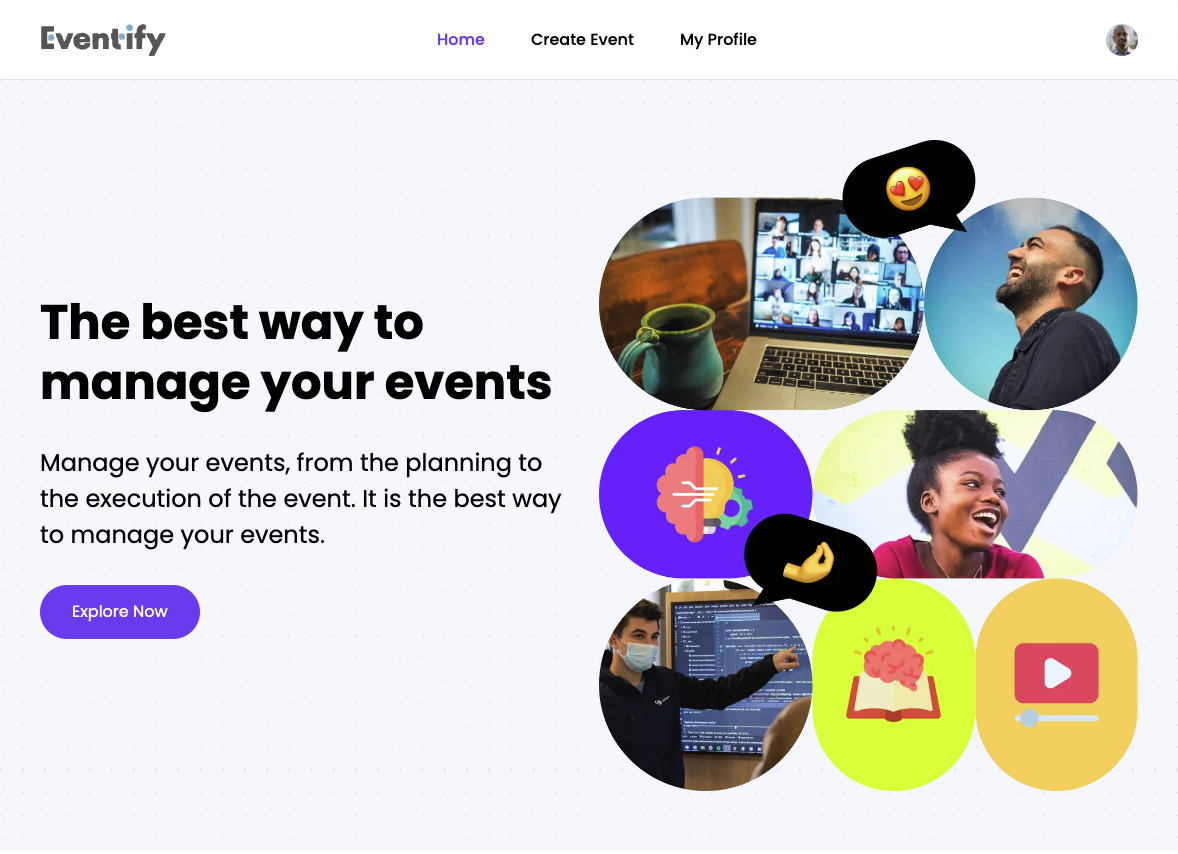 Eventify
Home
Create Event
My Profile
The best way to
manage your events
Manage your events, from the planning to
the execution of the event. It is the best way
to manage your events.
Explore Now